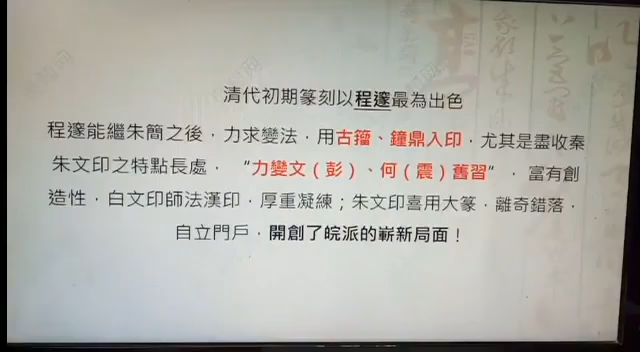 清代初期篆刻以程邃最為出色
程邃能繼朱簡之後，力求變法，用古籀、鐘鼎入印，尤其是盡收秦
朱文印之特點長處，“力變文（彭）、何（震）舊習”，富有創
造性，白文印師法漢印，厚重凝練；朱文印喜用大篆，離奇錯落，
自立門戶，開創了皖派的嶄新局面！